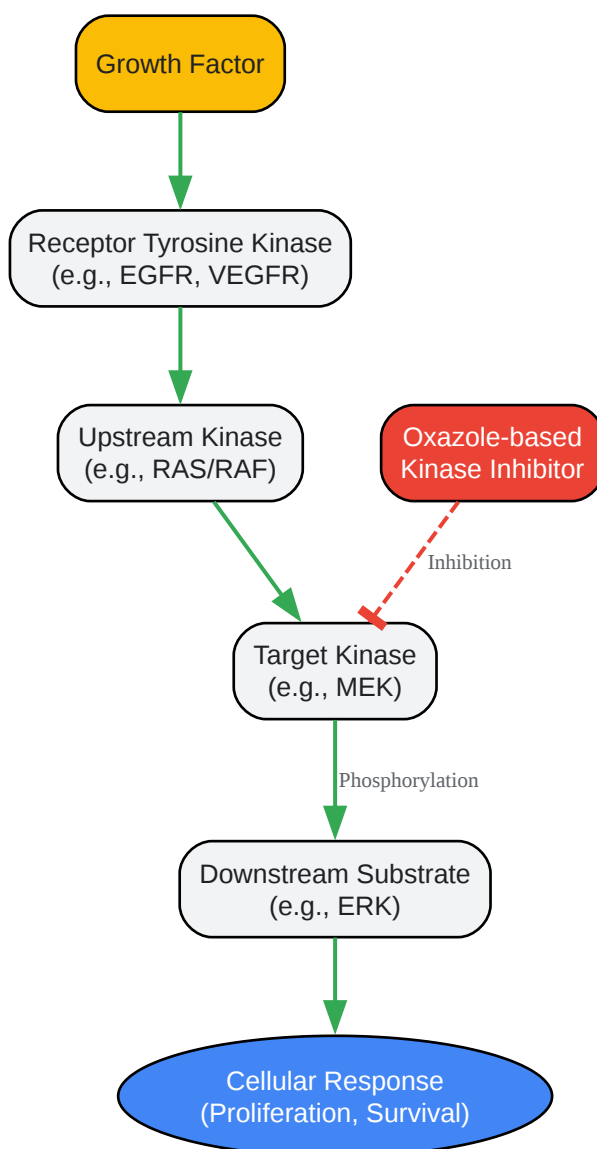 Growth Factor
Receptor Tyrosine Kinase
(e.g., EGFR, VEGFR)
Upstream Kinase
(e.g., RAS/RAF)
Oxazole-based
Kinase Inhibitor
Inhibition
Target Kinase
(e.g., MEK)
Phosphorylation
Downstream Substrate
(e.g., ERK)
Cellular Response
(Proliferation, Survival)